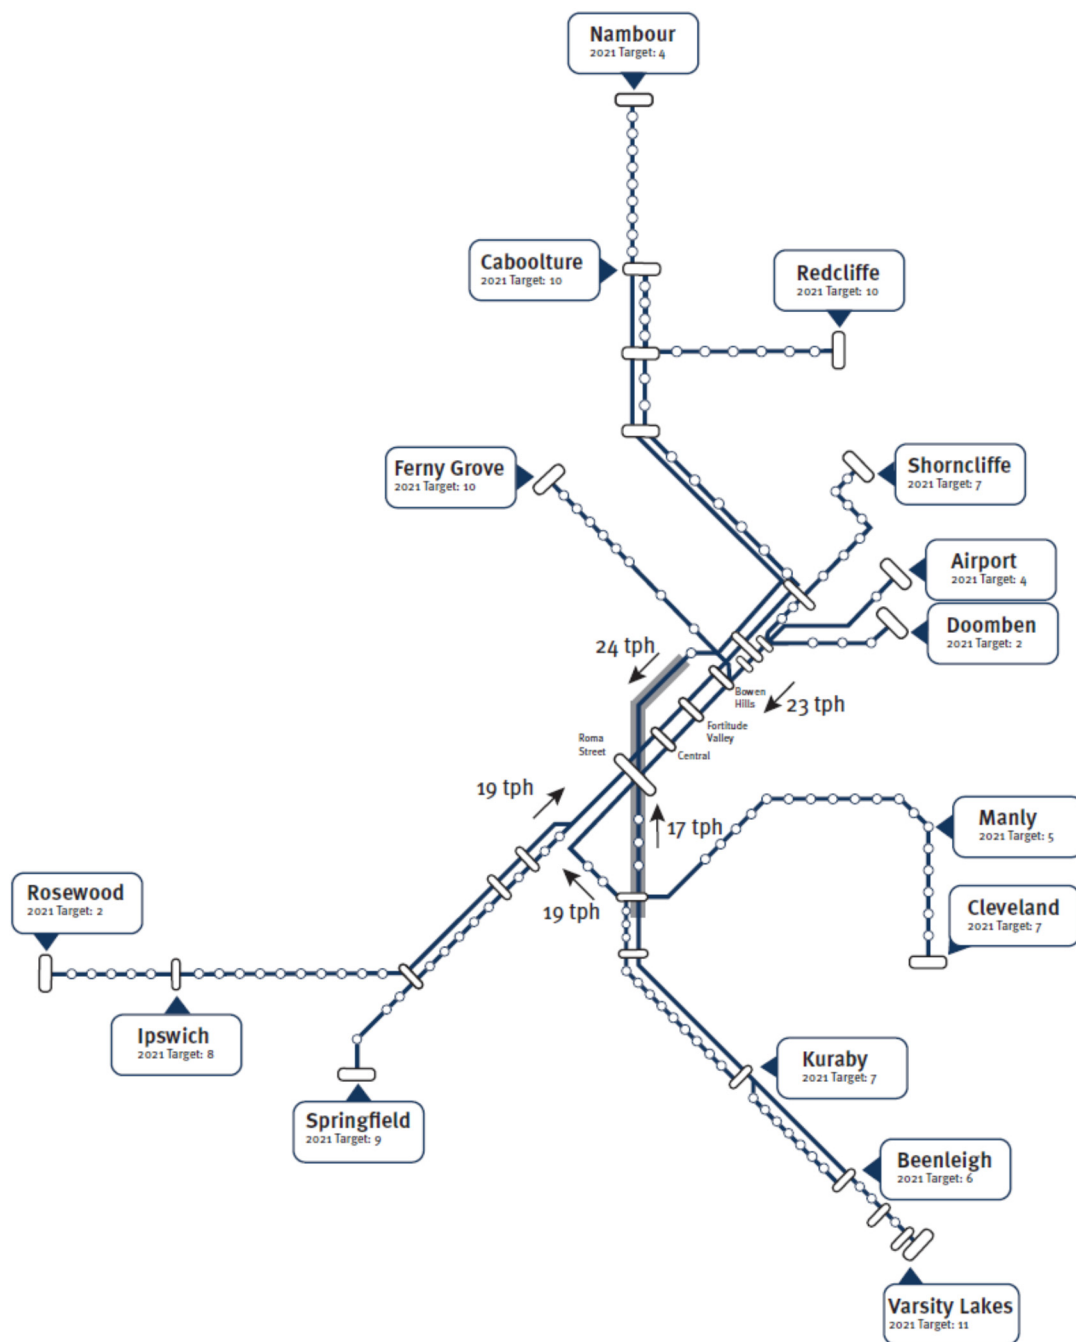 Nambour
2021 Target: 4
Caboolture
2021 Target: 10
Redcliffe
2021 Target: 10
Ferny Grove
2021 Target: 10
Shorncliffe
2021 Target: 7
Airport
2021 Target: 4
Doomben
2021 Target: 2
24 tph
Bowen
Hills
23 tph
Fortitude
Valley
Roma
Street
Central
19 tph
17 tph
Manly
2021 Target: 5
19 tph
Rosewood
2021 Target: 2
Cleveland
2021 Target: 7
Ipswich
2021 Target: 8
Kuraby
2021 Target: 7
Springfield
2021 Target: 9
Beenleigh
2021 Target: 6
Varsity Lakes
2021 Target: 11